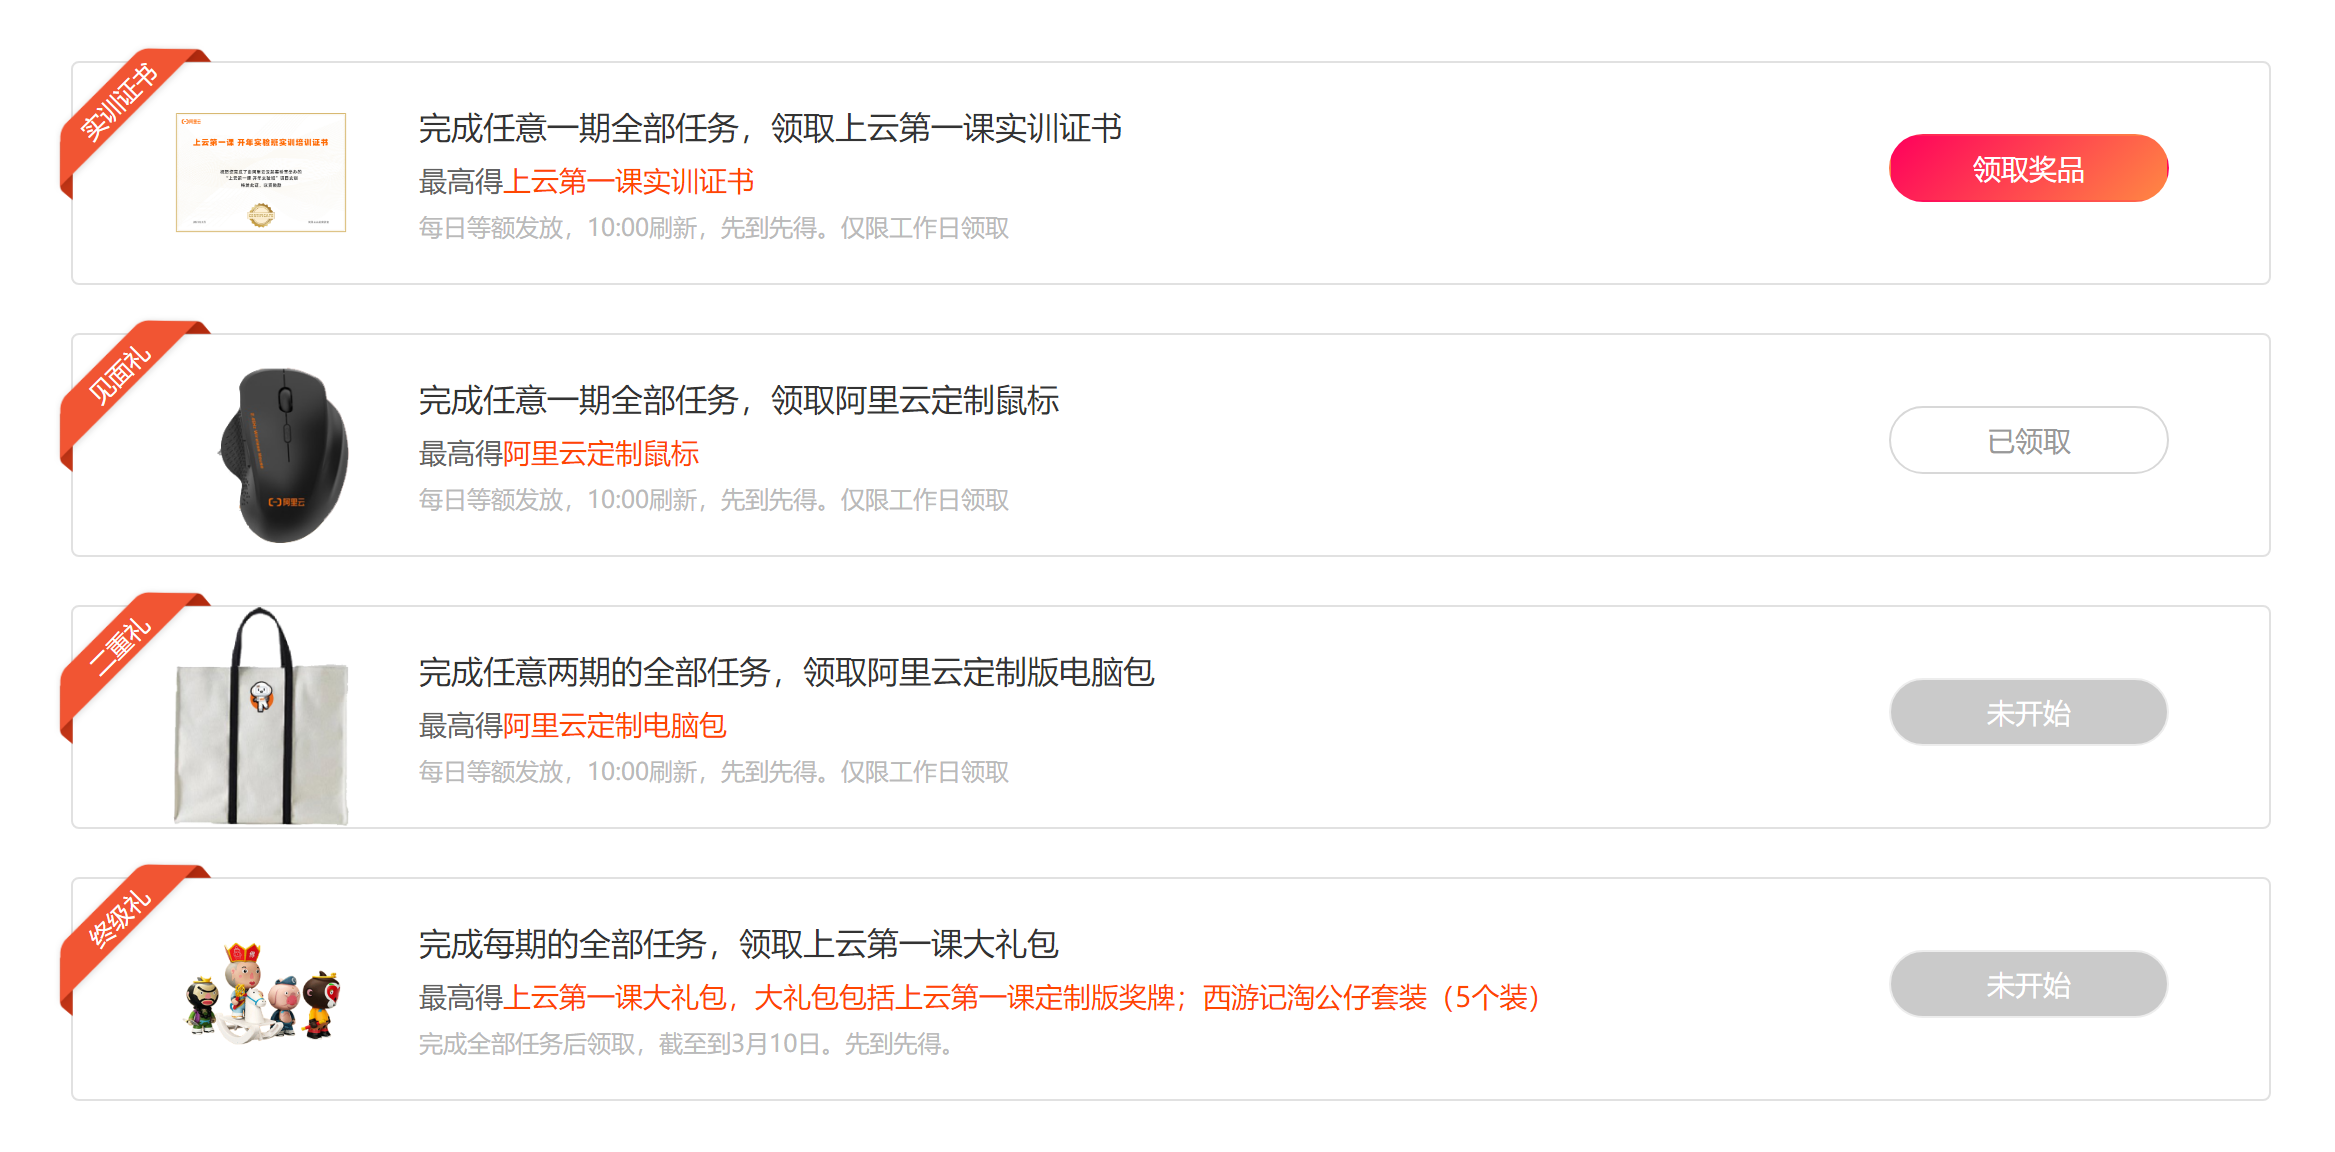 实训证书
阿里云
上云第一课 开年实验班实训培训证书
完成任意一期全部任务，领取上云第一课实训证书
最高得上云第一课实训证书
每日等额发放，10:00刷新，先到先得。仅限工作日领取
领取奖品
见面礼
阿里云
完成任意一期全部任务，领取阿里云定制鼠标
最高得阿里云定制鼠标
每日等额发放，10:00刷新，先到先得。仅限工作日领取
已领取
二重礼
完成任意两期的全部任务，领取阿里云定制版电脑包
最高得阿里云定制电脑包
每日等额发放，10:00刷新，先到先得。仅限工作日领取
未开始
终级礼
完成每期的全部任务，领取上云第一课大礼包
最高得上云第一课大礼包，大礼包包括上云第一课定制版奖牌；西游记淘公仔套装（5个装）
完成全部任务后领取，截至到3月10日。先到先得。
未开始